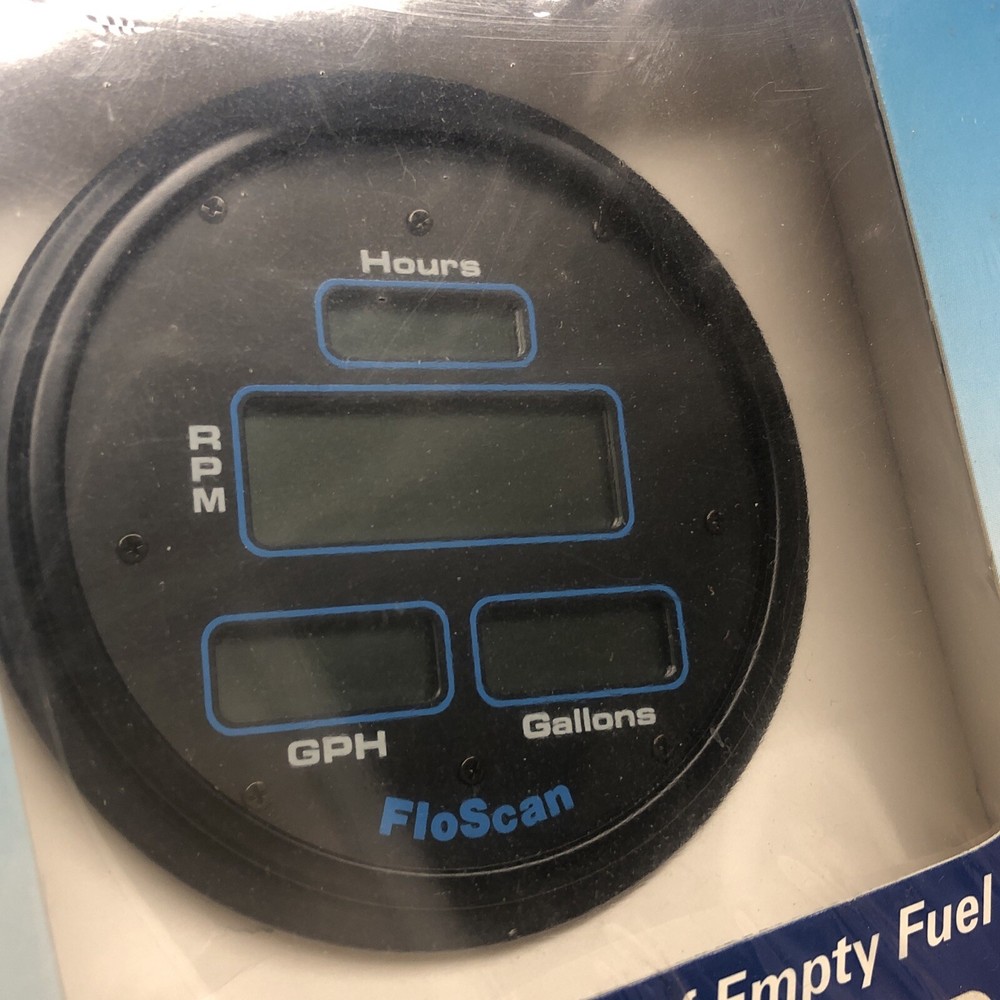 Hours
RPM
GPH
Gallons
FloScan
Empty Fuel